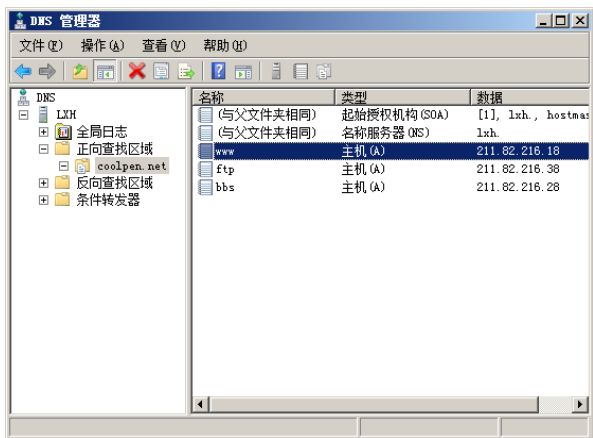 DNS 管理器
文件(F) 操作(A) 查看(V) 帮助(H)
DNS
LXH
全局日志
正向查找区域
coolpen.net
反向查找区域
条件转发器
名称 类型 数据
(与父文件夹相同) 起始授权机构(SOA) [1], lxh., hostmas
(与父文件夹相同) 名称服务器(NS) lxh.
www 主机(A) 211.82.216.18
ftp 主机(A) 211.82.216.38
bbs 主机(A) 211.82.216.28